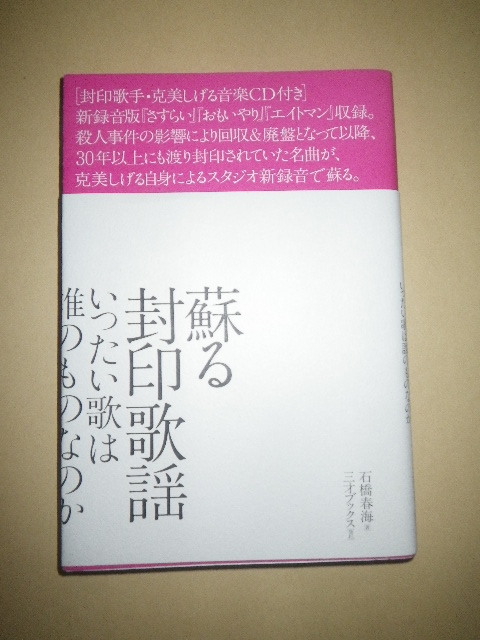 [封印歌手・克美しげる音楽CD付き]
新録音版『さすらい』『おもいやり』『エイトマン』収録。
殺人事件の影響により回収&廃盤となって以降、
30年以上にも渡り封印されていた名曲が、
克美しげる自身によるスタジオ新録音で蘇る。
蘇る
封印歌謡
いったい歌は
誰のものなのか
石橋春海 著
三才ブックス